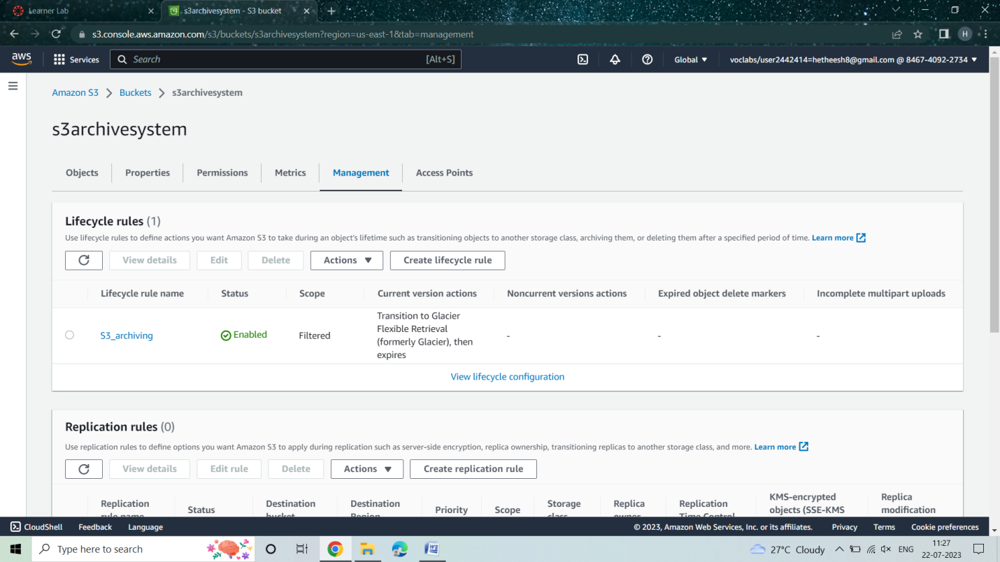 Learner Lab
s3archivesystem - S3 bucket
s3.console.aws.amazon.com/s3/buckets/s3archivesystem?region=us-east-1&tab=management
H
aws
Services
Search
[Alt+S]
Global
voclabs/user2442414=hetheesh8@gmail.com @ 8467-4092-2734
Amazon S3 > Buckets > s3archivesystem
s3archivesystem
Objects
Properties
Permissions
Metrics
Management
Access Points
Lifecycle rules (1)
Use lifecycle rules to define actions you want Amazon S3 to take during an object's lifetime such as transitioning objects to another storage class, archiving them, or deleting them after a specified period of time. Learn more
View details
Edit
Delete
Actions
Create lifecycle rule
Lifecycle rule name
Status
Scope
Current version actions
Noncurrent versions actions
Expired object delete markers
Incomplete multipart uploads
S3_archiving
Enabled
Filtered
Transition to Glacier
Flexible Retrieval
(formerly Glacier), then
expires
-
-
-
View lifecycle configuration
Replication rules (0)
Use replication rules to define options you want Amazon S3 to apply during replication such as server-side encryption, replica ownership, transitioning replicas to another storage class, and more. Learn more
View details
Edit rule
Delete
Actions
Create replication rule
Replication
rule name
Status
Destination
bucket
Destination
Region
Priority
Scope
Storage
class
Replica
owner
Replication
Time Control
KMS-encrypted
objects (SSE-KMS
Replica
modification
CloudShell
Feedback
Language
© 2023, Amazon Web Services, Inc. or its affiliates.
Privacy
Terms
Cookie preferences
Type here to search
27°C Cloudy
ENG
11:27
22-07-2023